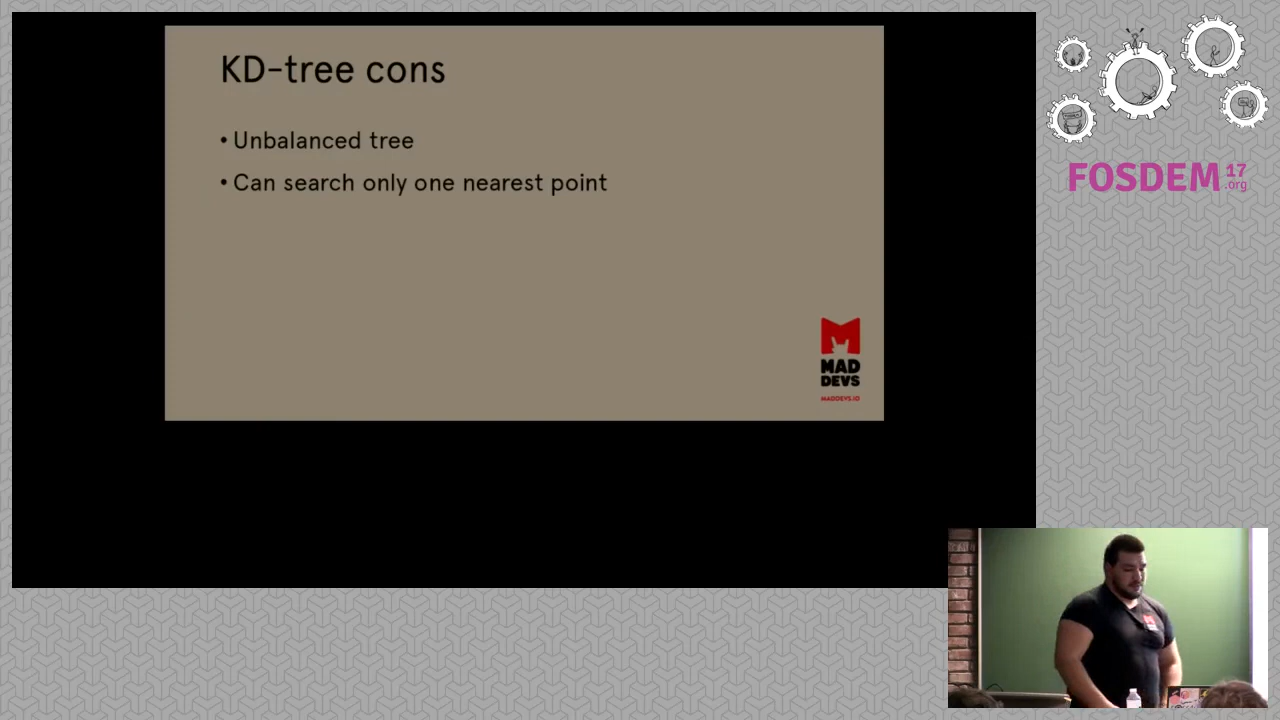 KD-tree cons
• Unbalanced tree
• Can search only one nearest point
MAD
DEVS
MADDEVS.IO
FOSDEM 17
.org